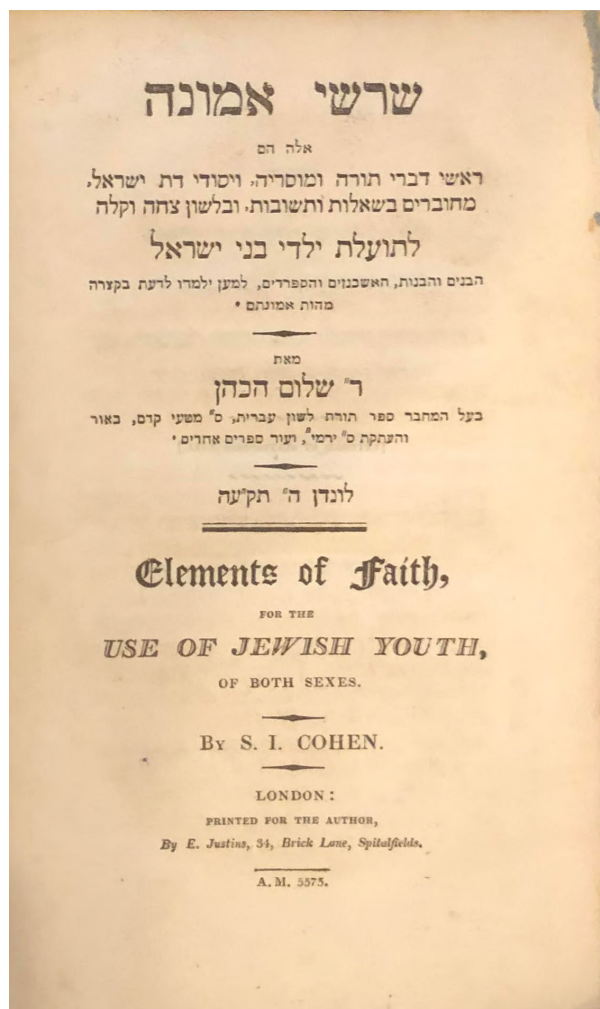 שרשי אמונה
אלה הם
ראשי דברי תורה ומוסריה, ויסודי דת ישראל,
מחוברים בשאלות ותשובות, ובלשון צחה וקלה
לתועלת ילדי בני ישראל
הבנים והבנות, האשכנזים והספרדים, למען ילמדו לדעת בקצרה
מהות אמונתם •
מאת
ר״ שלום הכהן
בעל המחבר ספר תורת לשון עברית, ס״ מטעי קדם, באור
והעתקת ס״ ירמי״, ועוד ספרים אחדים •
לונדן ה״ תקעה
Elements of Faith,
FOR THE
USE OF JEWISH YOUTH,
OF BOTH SEXES.
BY S. I. COHEN.
LONDON:
PRINTED FOR THE AUTHOR,
By E. Justins, 34, Brick Lane, Spitalfields.
A. M. 5575.